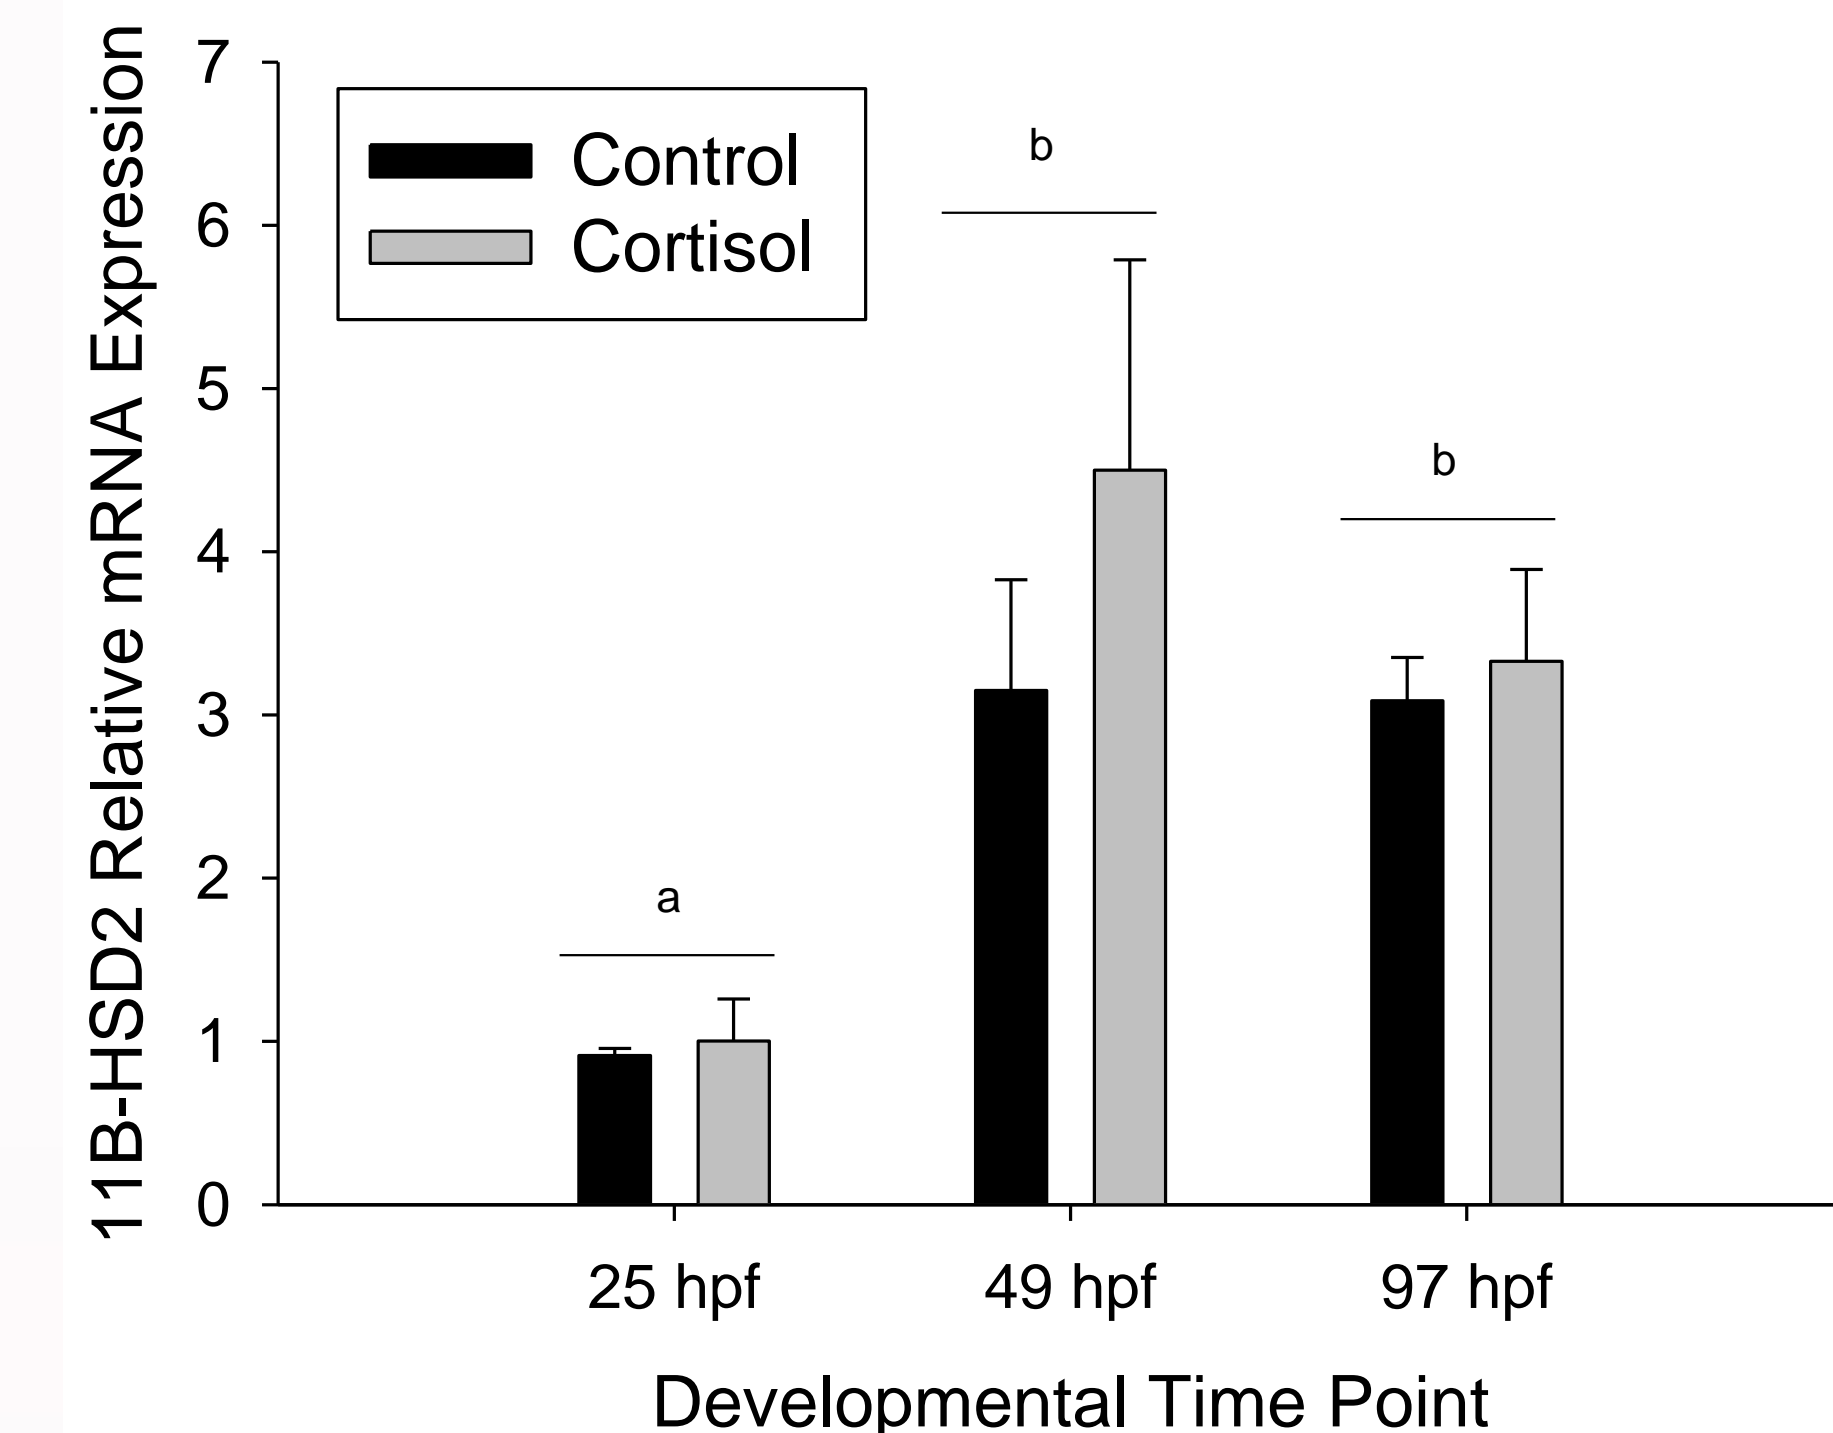 11B-HSD2 Relative mRNA Expression
7
6
5
4
3
2
1
0
Control
Cortisol
a
b
b
25 hpf
49 hpf
97 hpf
Developmental Time Point